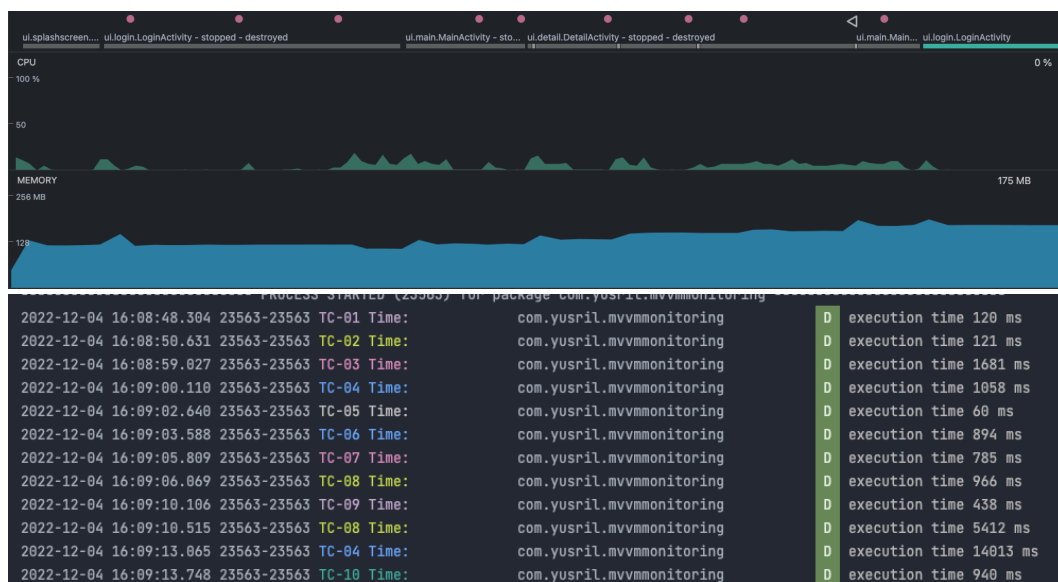 ui.splashscreen.... ui.login.LoginActivity - stopped - destroyed ui.main.MainActivity - sto... ui.detail.DetailActivity - stopped - destroyed ui.main.Main... ui.login.LoginActivity
CPU 0 %
100 %
50
MEMORY 175 MB
256 MB
128
PROCESS STARTED (23563) for package com.yusril.mvvmmonitoring
2022-12-04 16:08:48.304 23563-23563 TC-01 Time: com.yusril.mvvmmonitoring D execution time 120 ms
2022-12-04 16:08:50.631 23563-23563 TC-02 Time: com.yusril.mvvmmonitoring D execution time 121 ms
2022-12-04 16:08:59.027 23563-23563 TC-03 Time: com.yusril.mvvmmonitoring D execution time 1681 ms
2022-12-04 16:09:00.110 23563-23563 TC-04 Time: com.yusril.mvvmmonitoring D execution time 1058 ms
2022-12-04 16:09:02.640 23563-23563 TC-05 Time: com.yusril.mvvmmonitoring D execution time 60 ms
2022-12-04 16:09:03.588 23563-23563 TC-06 Time: com.yusril.mvvmmonitoring D execution time 894 ms
2022-12-04 16:09:05.809 23563-23563 TC-07 Time: com.yusril.mvvmmonitoring D execution time 785 ms
2022-12-04 16:09:06.069 23563-23563 TC-08 Time: com.yusril.mvvmmonitoring D execution time 966 ms
2022-12-04 16:09:10.106 23563-23563 TC-09 Time: com.yusril.mvvmmonitoring D execution time 438 ms
2022-12-04 16:09:10.515 23563-23563 TC-08 Time: com.yusril.mvvmmonitoring D execution time 5412 ms
2022-12-04 16:09:13.065 23563-23563 TC-04 Time: com.yusril.mvvmmonitoring D execution time 14013 ms
2022-12-04 16:09:13.748 23563-23563 TC-10 Time: com.yusril.mvvmmonitoring D execution time 940 ms